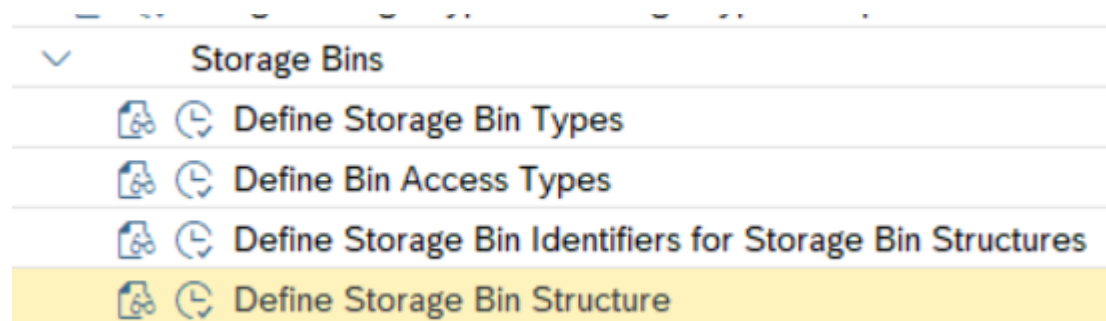 Storage Bins
Define Storage Bin Types
Define Bin Access Types
Define Storage Bin Identifiers for Storage Bin Structures
Define Storage Bin Structure